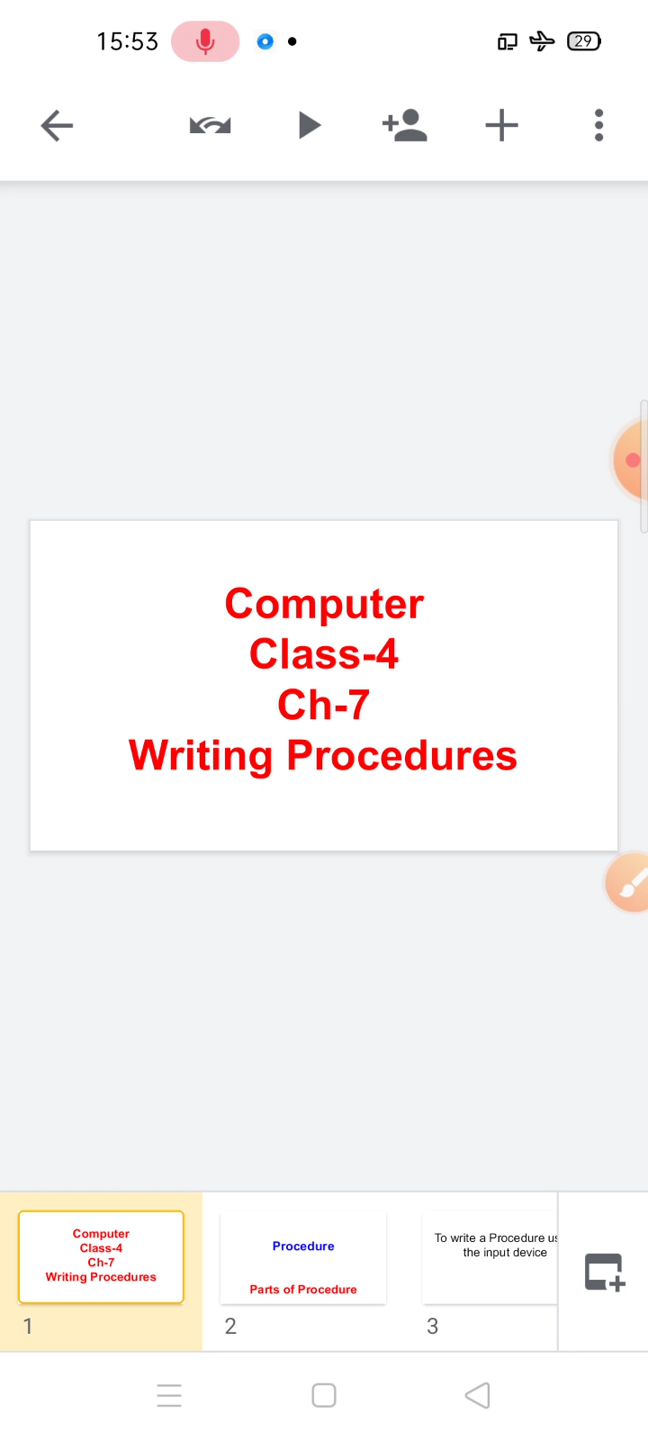 15:53
29
Computer
Class-4
Ch-7
Writing Procedures
Computer
Class-4
Ch-7
Writing Procedures
1
Procedure
Parts of Procedure
2
To write a Procedure
the input device
3